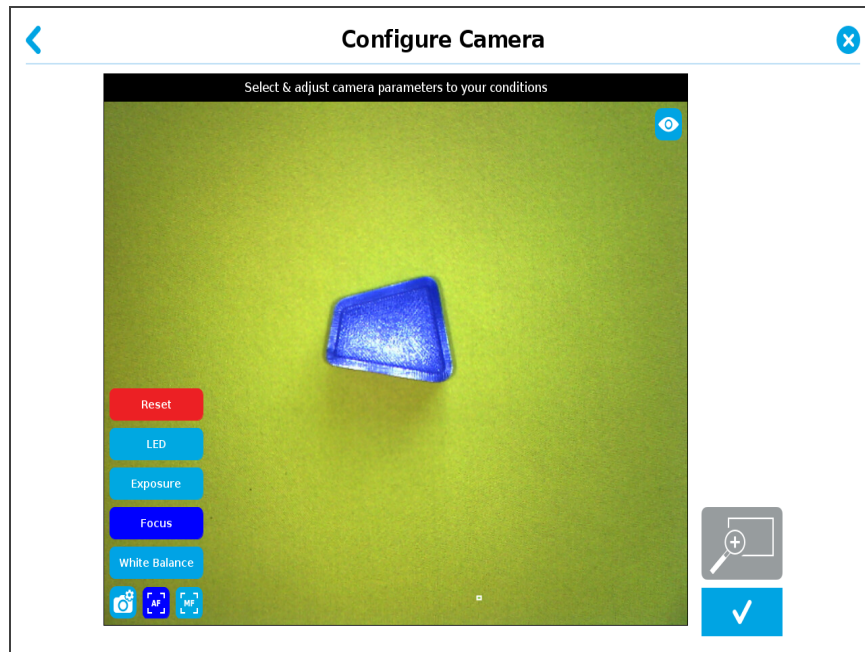 Configure Camera
Select & adjust camera parameters to your conditions
Reset
LED
Exposure
Focus
White Balance
AF
MF